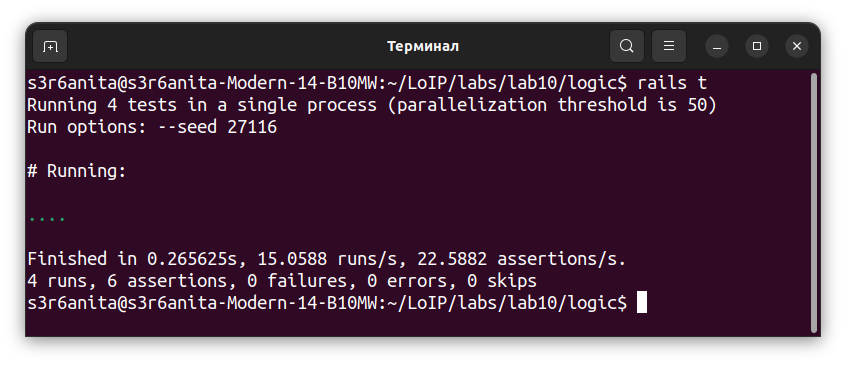 Терминал
s3r6anita@s3r6anita-Modern-14-B10MW:~/LoIP/labs/lab10/logic$ rails t
Running 4 tests in a single process (parallelization threshold is 50)
Run options: --seed 27116
# Running:
....
Finished in 0.265625s, 15.0588 runs/s, 22.5882 assertions/s.
4 runs, 6 assertions, 0 failures, 0 errors, 0 skips
s3r6anita@s3r6anita-Modern-14-B10MW:~/LoIP/labs/lab10/logic$